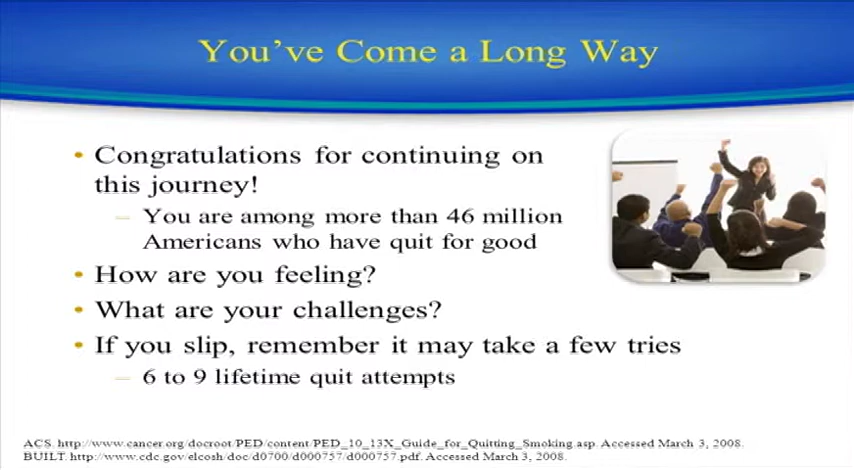 You've Come a Long Way
• Congratulations for continuing on
this journey!
– You are among more than 46 million
Americans who have quit for good
• How are you feeling?
• What are your challenges?
• If you slip, remember it may take a few tries
– 6 to 9 lifetime quit attempts
ACS. http://www.cancer.org/docroot/PED/content/PED_10_13X_Guide_for_Quitting_Smoking.asp. Accessed March 3, 2008.
BUILT. http://www.cdc.gov/elcosh/doc/d0700/d000757/d000757.pdf. Accessed March 3, 2008.